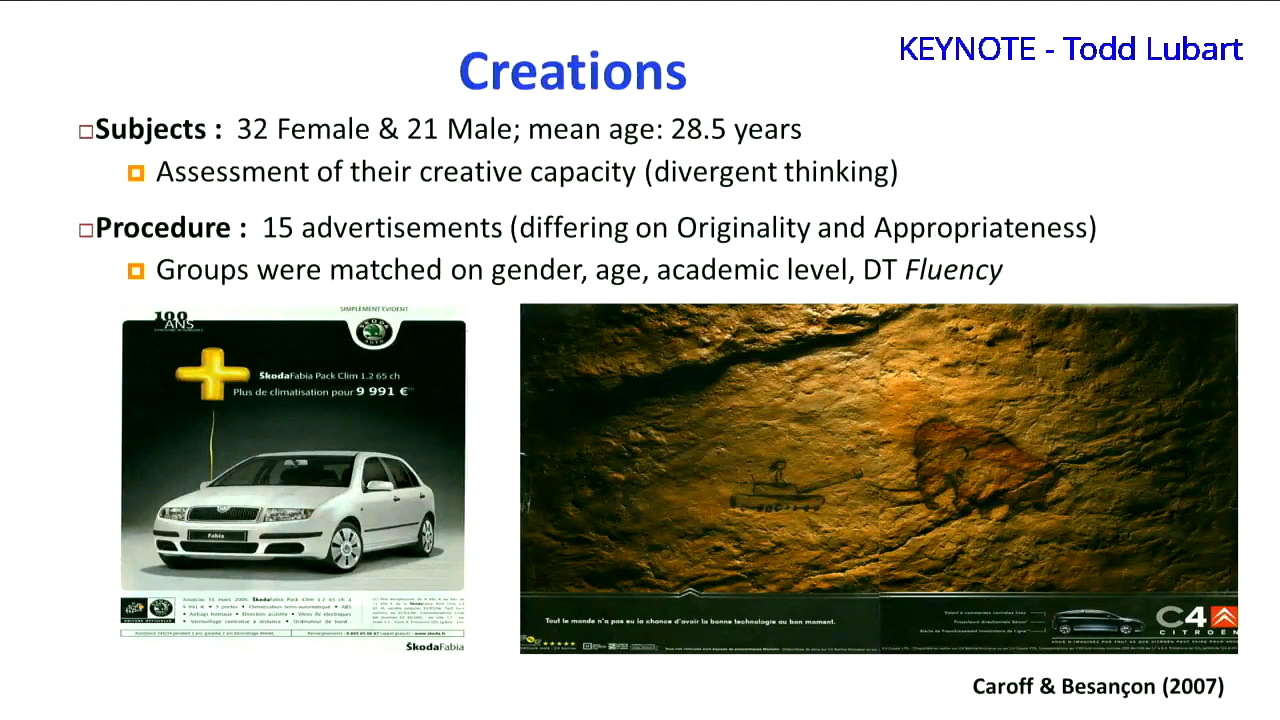 KEYNOTE - Todd Lubart
Creations
Subjects : 32 Female & 21 Male; mean age: 28.5 years
Assessment of their creative capacity (divergent thinking)
Procedure : 15 advertisements (differing on Originality and Appropriateness)
Groups were matched on gender, age, academic level, DT Fluency
100
ANS
SIMPLEMENT EVIDENT
ŠkodaFabia Pack Clim 1.2 65 ch
Plus de climatisation pour 9 991 €
Fabia
ŠkodaFabia
Tout le monde n'a pas eu la chance d'avoir la bonne technologie au bon moment.
C4
CITROËN
Caroff & Besançon (2007)